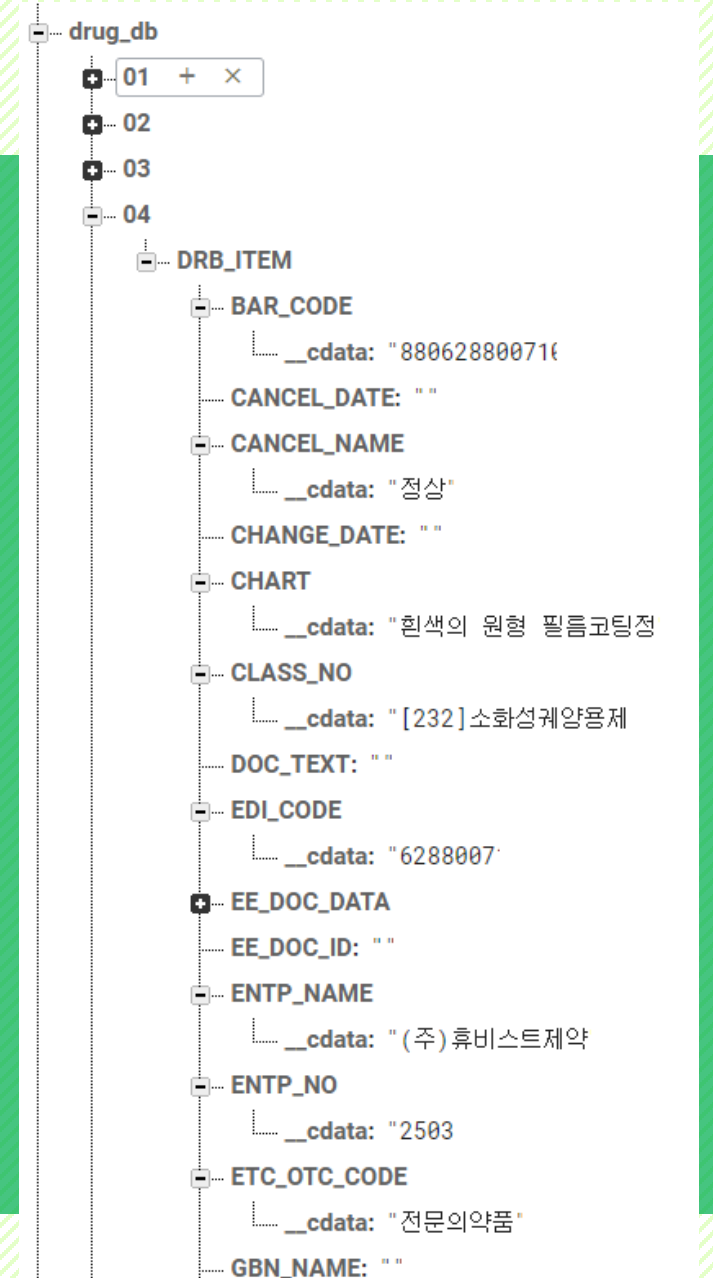 drug_db
01 + ×
02
03
04
DRB_ITEM
BAR_CODE
__cdata: "880628800710
CANCEL_DATE: ""
CANCEL_NAME
__cdata: "정상"
CHANGE_DATE: ""
CHART
__cdata: "흰색의 원형 필름코팅정
CLASS_NO
__cdata: "[232]소화성궤양용제
DOC_TEXT: ""
EDI_CODE
__cdata: "6288007
EE_DOC_DATA
EE_DOC_ID: ""
ENTP_NAME
__cdata: "(주)휴비스트제약
ENTP_NO
__cdata: "2503
ETC_OTC_CODE
__cdata: "전문의약품"
GBN_NAME: ""